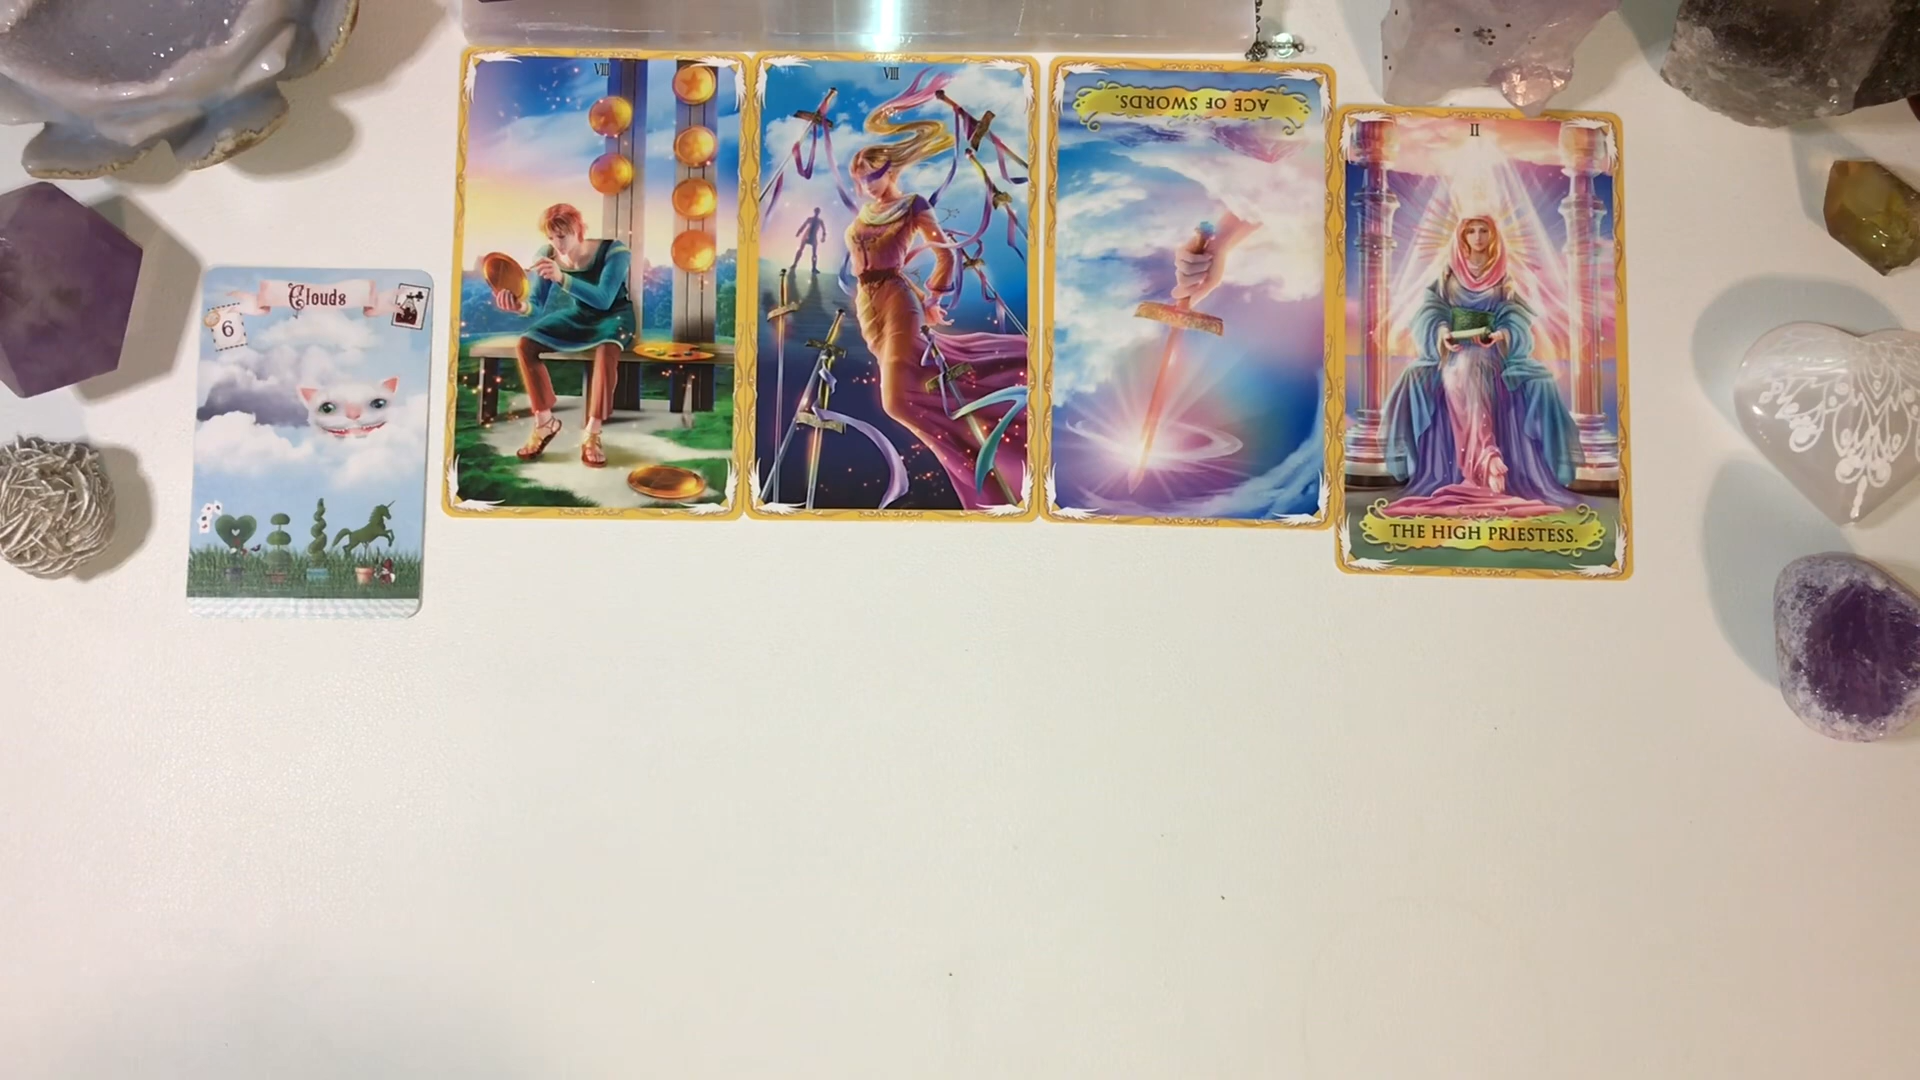 Clouds
6
VIII
VIII
ACE OF SWORDS.
II
THE HIGH PRIESTESS.